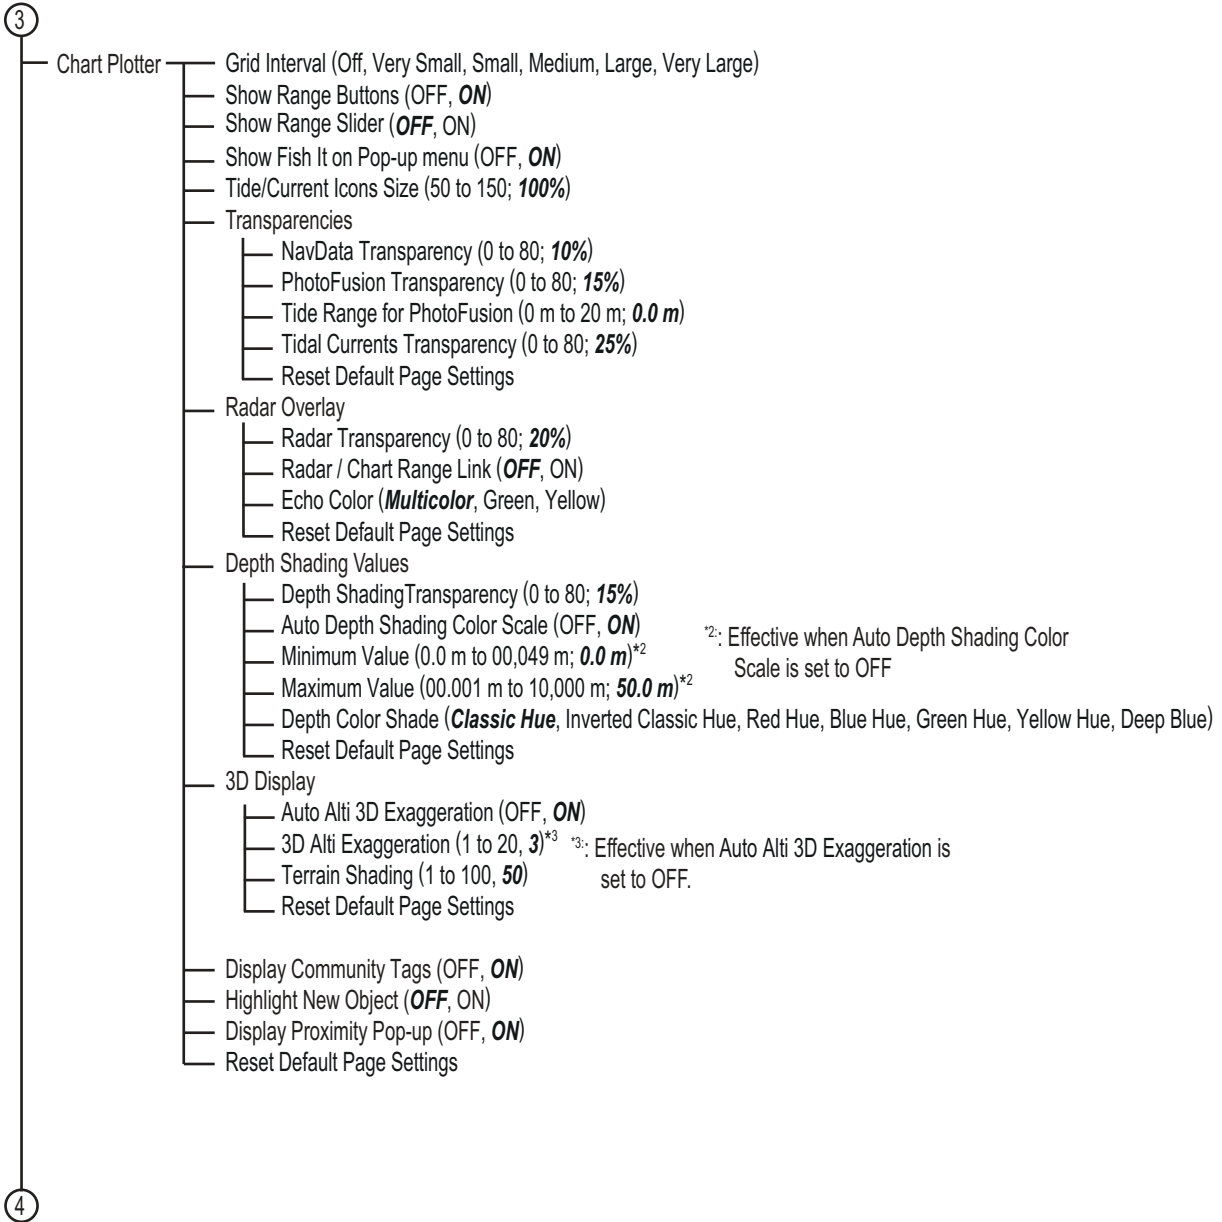 3
Chart Plotter
Grid Interval (Off, Very Small, Small, Medium, Large, Very Large)
Show Range Buttons (OFF, ON)
Show Range Slider (OFF, ON)
Show Fish It on Pop-up menu (OFF, ON)
Tide/Current Icons Size (50 to 150; 100%)
Transparencies
NavData Transparency (0 to 80; 10%)
PhotoFusion Transparency (0 to 80; 15%)
Tide Range for PhotoFusion (0 m to 20 m; 0.0 m)
Tidal Currents Transparency (0 to 80; 25%)
Reset Default Page Settings
Radar Overlay
Radar Transparency (0 to 80; 20%)
Radar / Chart Range Link (OFF, ON)
Echo Color (Multicolor, Green, Yellow)
Reset Default Page Settings
Depth Shading Values
Depth ShadingTransparency (0 to 80; 15%)
Auto Depth Shading Color Scale (OFF, ON)
Minimum Value (0.0 m to 00,049 m; 0.0 m)*2
Maximum Value (00.001 m to 10,000 m; 50.0 m)*2
*2:: Effective when Auto Depth Shading Color
Scale is set to OFF
Depth Color Shade (Classic Hue, Inverted Classic Hue, Red Hue, Blue Hue, Green Hue, Yellow Hue, Deep Blue)
Reset Default Page Settings
3D Display
Auto Alti 3D Exaggeration (OFF, ON)
3D Alti Exaggeration (1 to 20, 3)*3
*3:: Effective when Auto Alti 3D Exaggeration is
set to OFF.
Terrain Shading (1 to 100, 50)
Reset Default Page Settings
Display Community Tags (OFF, ON)
Highlight New Object (OFF, ON)
Display Proximity Pop-up (OFF, ON)
Reset Default Page Settings
4